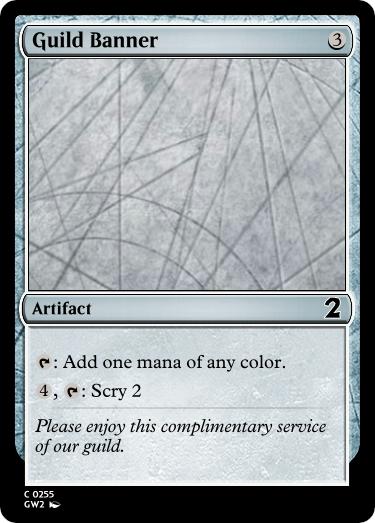 Guild Banner 3
Artifact 2
: Add one mana of any color.
4 , : Scry 2
Please enjoy this complimentary service
of our guild.
C 0255
GW2